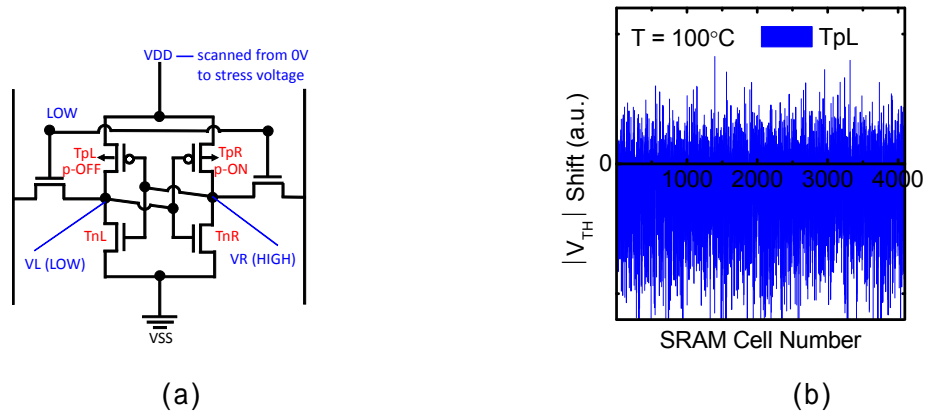 VDD — scanned from 0V
to stress voltage
LOW
TpL
p-OFF
TpR
p-ON
TnL
TnR
VL (LOW)
VR (HIGH)
VSS
(a)
T = 100°C
TpL
|V_TH| Shift (a.u.)
0
1000 2000 3000 4000
SRAM Cell Number
(b)